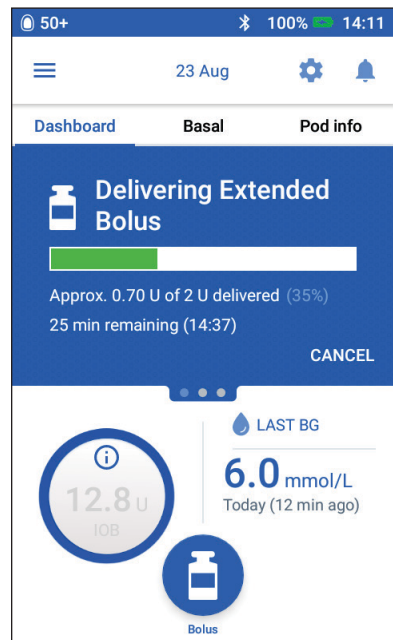 50+ 100% 14:11
23 Aug
Dashboard Basal Pod info
Delivering Extended
Bolus
Approx. 0.70 U of 2 U delivered (35%)
25 min remaining (14:37)
CANCEL
LAST BG
6.0 mmol/L
Today (12 min ago)
12.8 U
IOB
Bolus